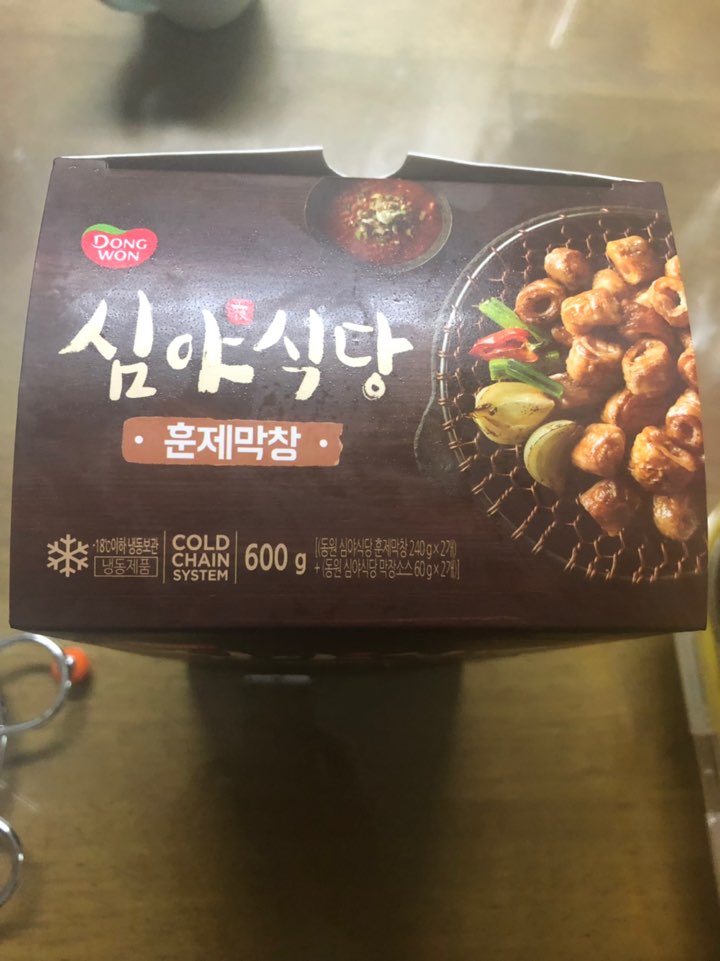 DONG
WON
심야식당
夜
· 훈제막창 ·
-18℃이하 냉동보관
냉동제품
COLD
CHAIN
SYSTEM
600 g
[(동원 심야식당 훈제막창 240 g×2개)
+ (동원 심야식당 막장소스 60 g×2개)]